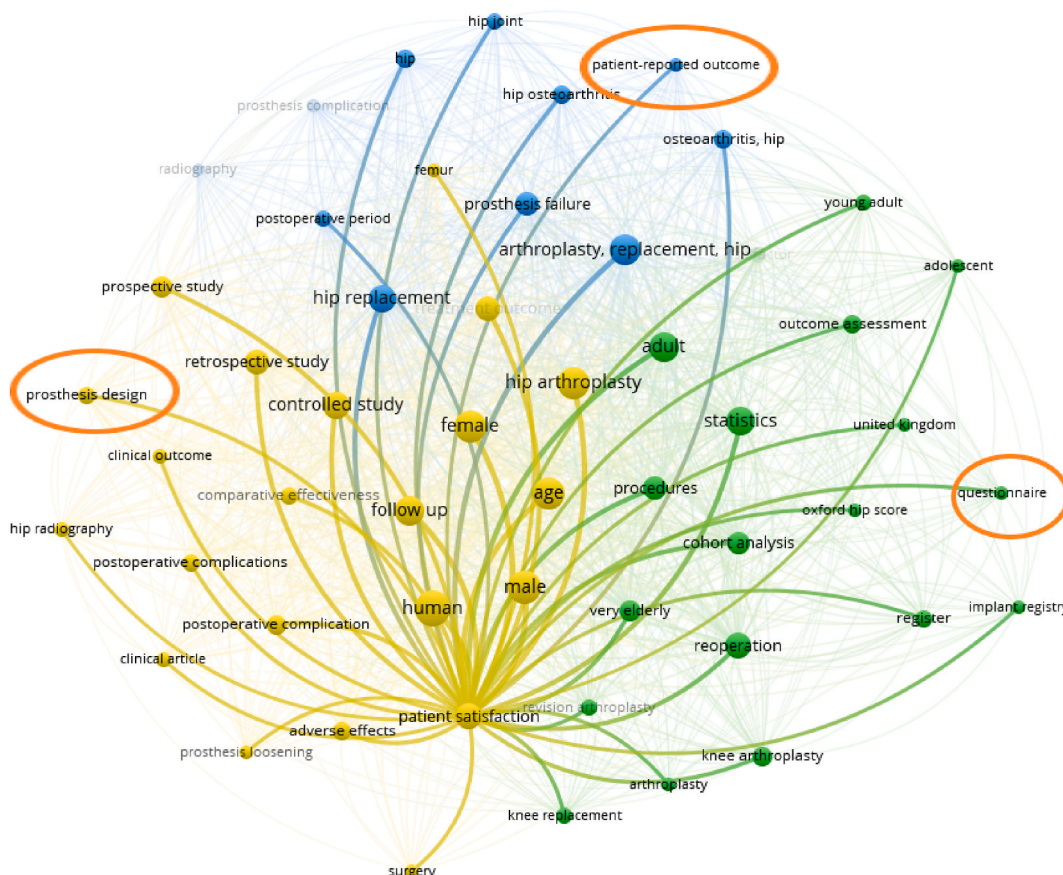 hip joint
hip
patient-reported outcome
hip osteoarthritis
prosthesis complication
osteoarthritis, hip
radiography
femur
prosthesis failure
young adult
postoperative period
arthroplasty, replacement, hip
adolescent
prospective study
hip replacement
treatment outcome
outcome assessment
adult
retrospective study
hip arthroplasty
prosthesis design
controlled study
female
statistics
united kingdom
clinical outcome
comparative effectiveness
age
procedures
questionnaire
follow up
oxford hip score
hip radiography
cohort analysis
postoperative complications
male
human
very elderly
implant registry
register
postoperative complication
reoperation
clinical article
revision arthroplasty
patient satisfaction
adverse effects
prosthesis loosening
knee arthroplasty
arthroplasty
knee replacement
surgery